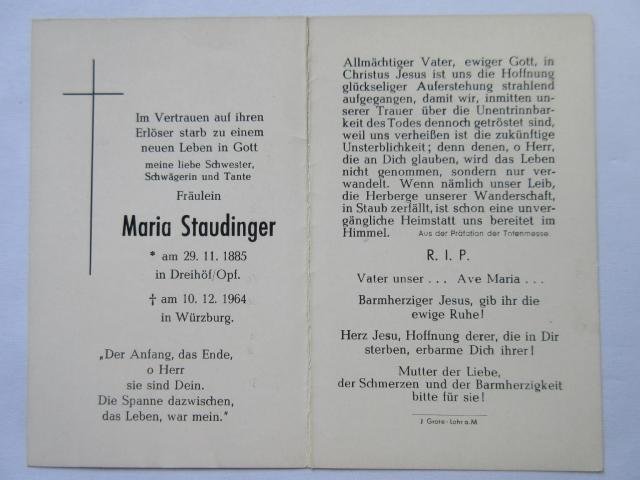 Im Vertrauen auf ihren
Erlöser starb zu einem
neuen Leben in Gott
meine liebe Schwester,
Schwägerin und Tante
Fräulein
Maria Staudinger
* am 29. 11. 1885
in Dreihöf/Opf.
† am 10. 12. 1964
in Würzburg.
„Der Anfang, das Ende,
o Herr
sie sind Dein.
Die Spanne dazwischen,
das Leben, war mein."
Allmächtiger Vater, ewiger Gott, in
Christus Jesus ist uns die Hoffnung
glückseliger Auferstehung strahlend
aufgegangen, damit wir, inmitten un-
serer Trauer über die Unentrinnbar-
keit des Todes dennoch getröstet sind,
weil uns verheißen ist die zukünftige
Unsterblichkeit; denn denen, o Herr,
die an Dich glauben, wird das Leben
nicht genommen, sondern nur ver-
wandelt. Wenn nämlich unser Leib,
die Herberge unserer Wanderschaft,
in Staub zerfällt, ist schon eine unver-
gängliche Heimstatt uns bereitet im
Himmel. Aus der Präfation der Totenmesse.
R. I. P.
Vater unser . . . Ave Maria . . .
Barmherziger Jesus, gib ihr die
ewige Ruhe!
Herz Jesu, Hoffnung derer, die in Dir
sterben, erbarme Dich ihrer!
Mutter der Liebe,
der Schmerzen und der Barmherzigkeit
bitte für sie!
J Grote - Lohr a.M